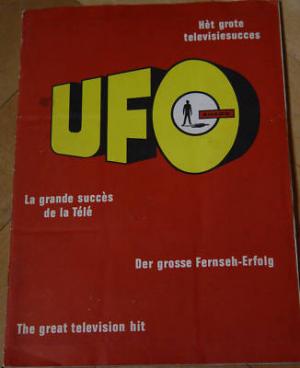 Hèt grote
televisiesucces
UFO
La grande succès
de la Télé
Der grosse Fernseh-Erfolg
The great television hit